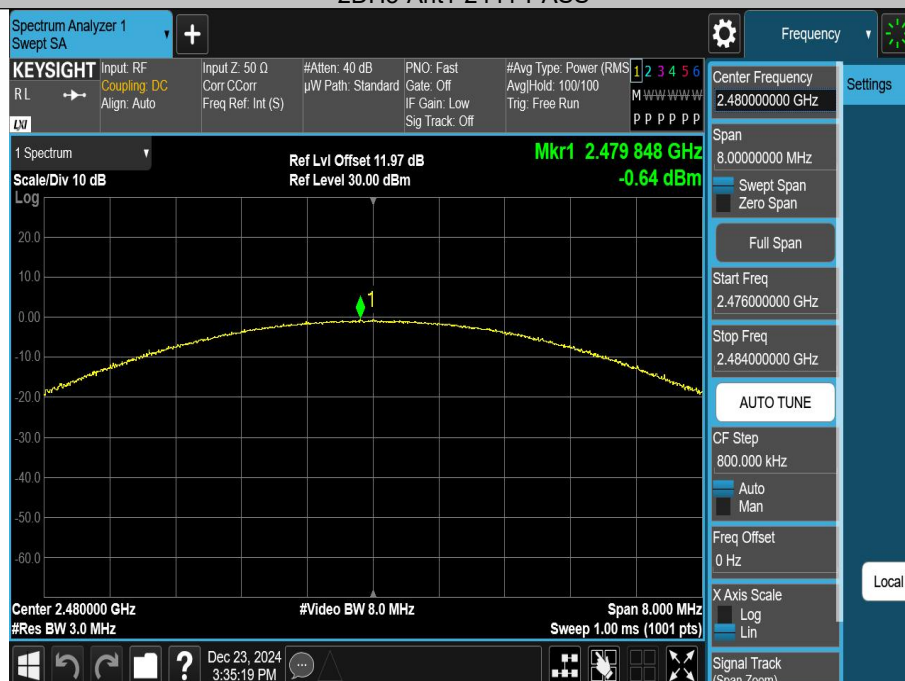 Spectrum Analyzer 1
Swept SA
+
Frequency
KEYSIGHT
RL
LXI
Input: RF
Coupling: DC
Align: Auto
Input Z: 50 Ω
Corr CCorr
Freq Ref: Int (S)
#Atten: 40 dB
µW Path: Standard
PNO: Fast
Gate: Off
IF Gain: Low
Sig Track: Off
#Avg Type: Power (RMS
Avg|Hold: 100/100
Trig: Free Run
1 2 3 4 5 6
M W W W W W
P P P P P P
1 Spectrum
Scale/Div 10 dB
Log
Ref Lvl Offset 11.97 dB
Ref Level 30.00 dBm
Mkr1 2.479 848 GHz
-0.64 dBm
20.0
10.0
0.00
-10.0
-20.0
-30.0
-40.0
-50.0
-60.0
1
Center 2.480000 GHz
#Res BW 3.0 MHz
#Video BW 8.0 MHz
Span 8.000 MHz
Sweep 1.00 ms (1001 pts)
Center Frequency
2.480000000 GHz
Settings
Span
8.00000000 MHz
Swept Span
Zero Span
Full Span
Start Freq
2.476000000 GHz
Stop Freq
2.484000000 GHz
AUTO TUNE
CF Step
800.000 kHz
Auto
Man
Freq Offset
0 Hz
Local
X Axis Scale
Log
Lin
Signal Track
(Span Zoom)
?
Dec 23, 2024
3:35:19 PM